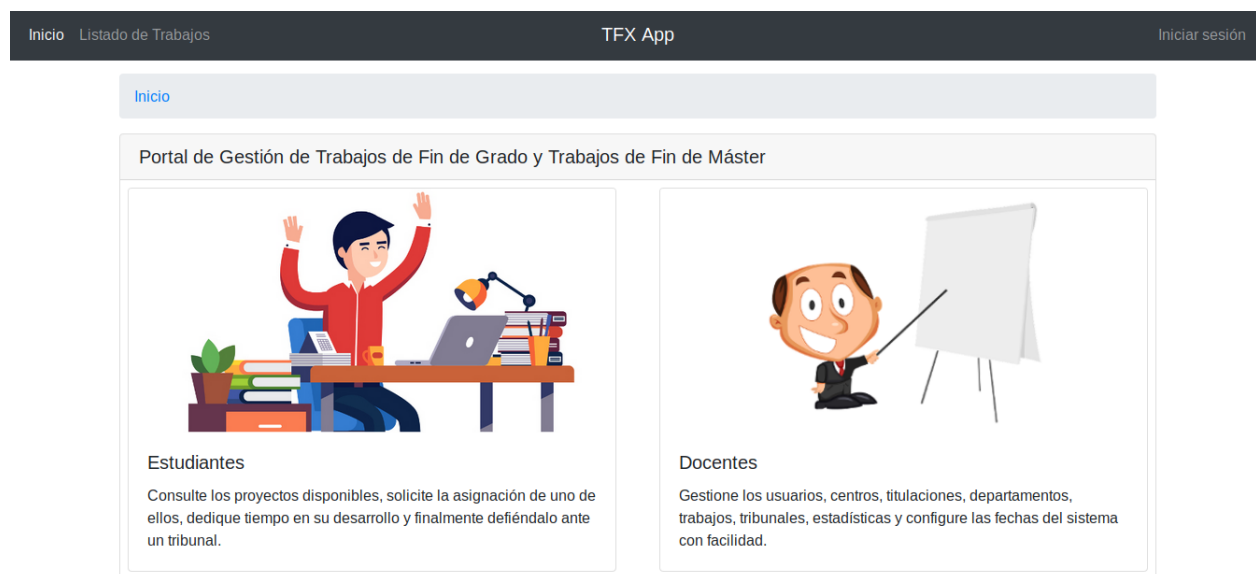 Inicio Listado de Trabajos TFX App Iniciar sesión
Inicio
Portal de Gestión de Trabajos de Fin de Grado y Trabajos de Fin de Máster
Estudiantes
Consulte los proyectos disponibles, solicite la asignación de uno de
ellos, dedique tiempo en su desarrollo y finalmente defiéndalo ante
un tribunal.
Docentes
Gestione los usuarios, centros, titulaciones, departamentos,
trabajos, tribunales, estadísticas y configure las fechas del sistema
con facilidad.